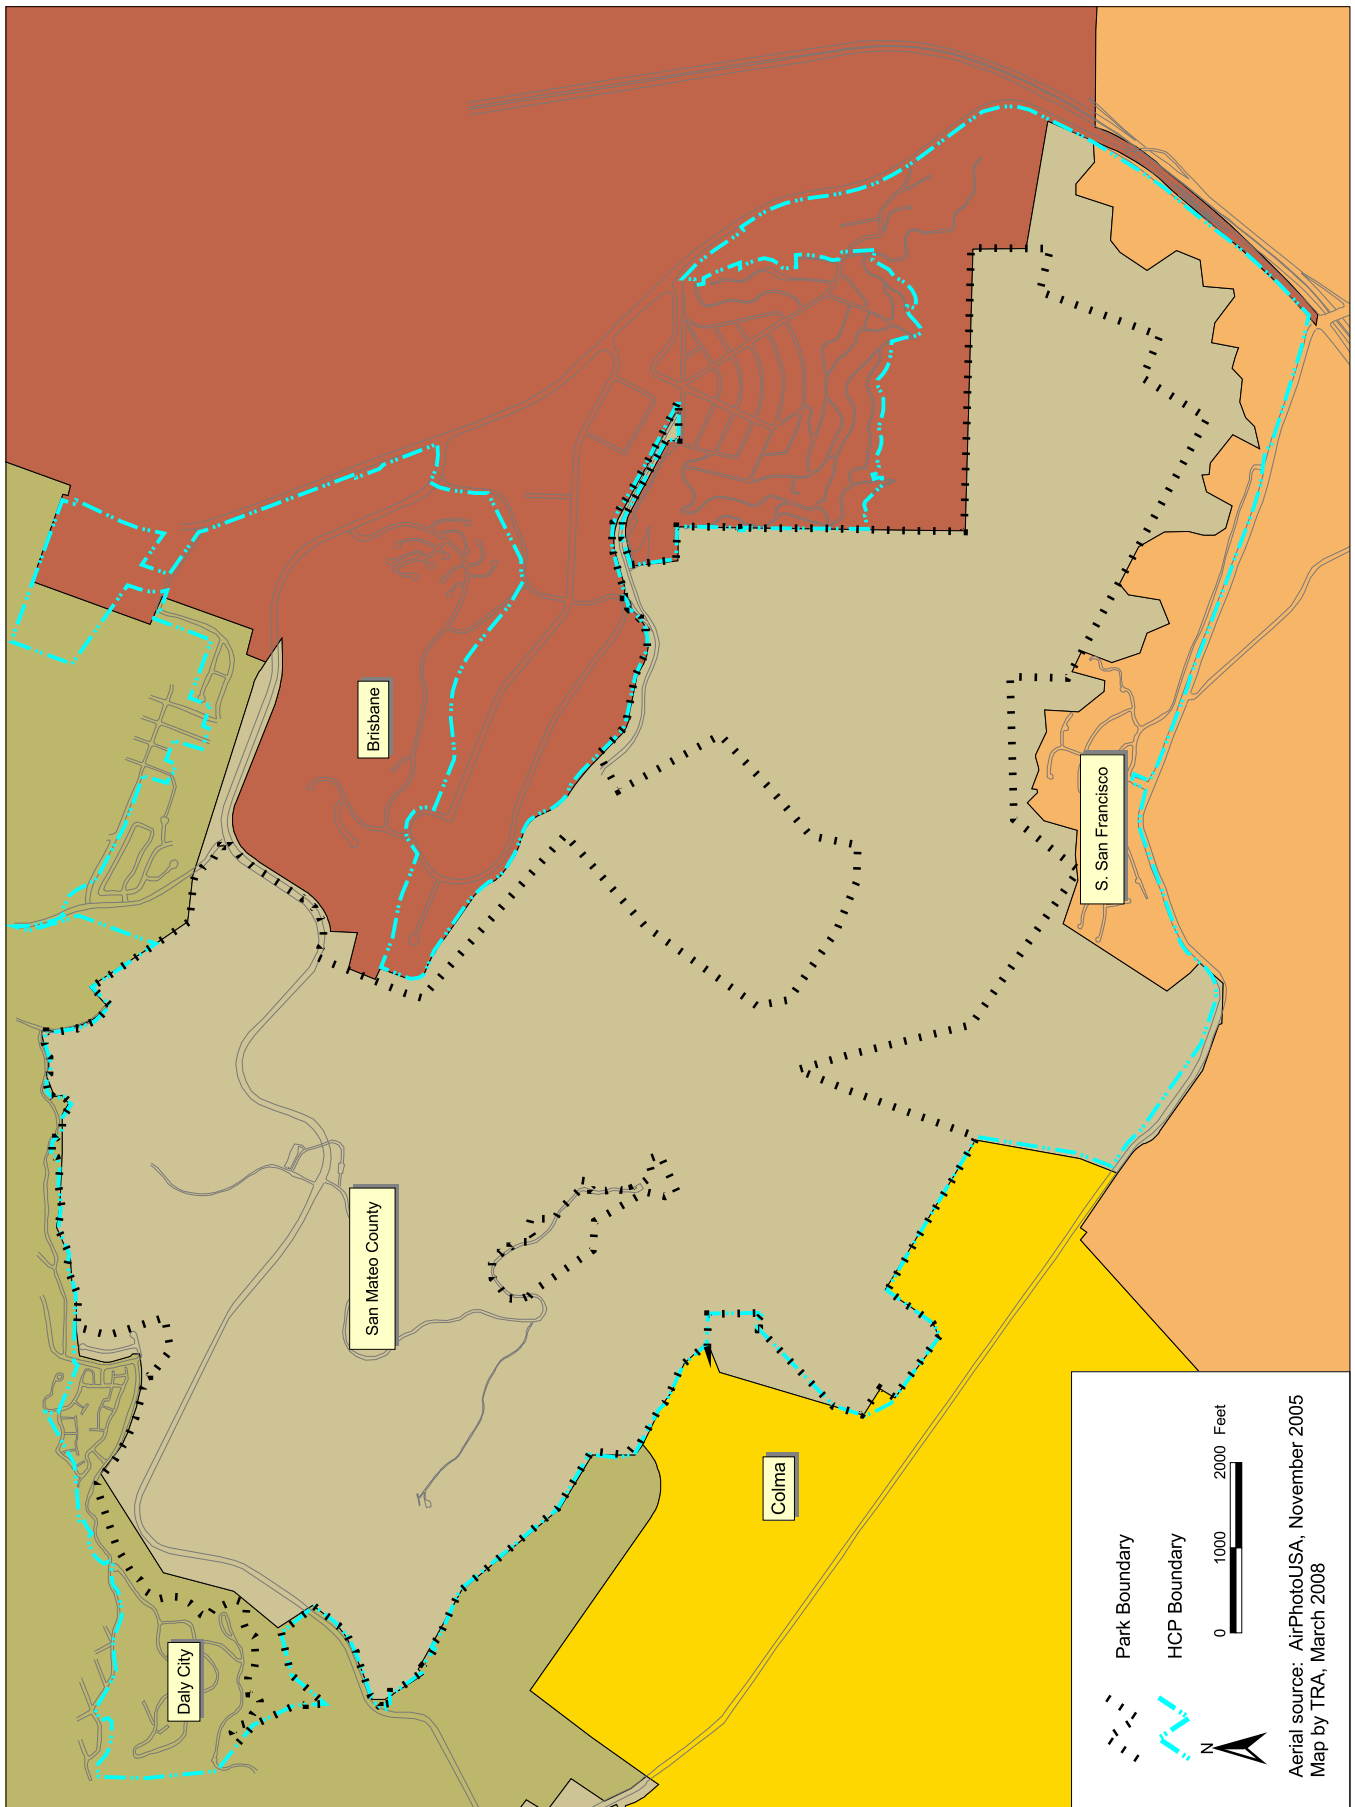 Daly City
San Mateo County
Brisbane
Colma
S. San Francisco
Park Boundary
HCP Boundary
N
0 1000 2000 Feet
Aerial source: AirPhotoUSA, November 2005
Map by TRA, March 2008